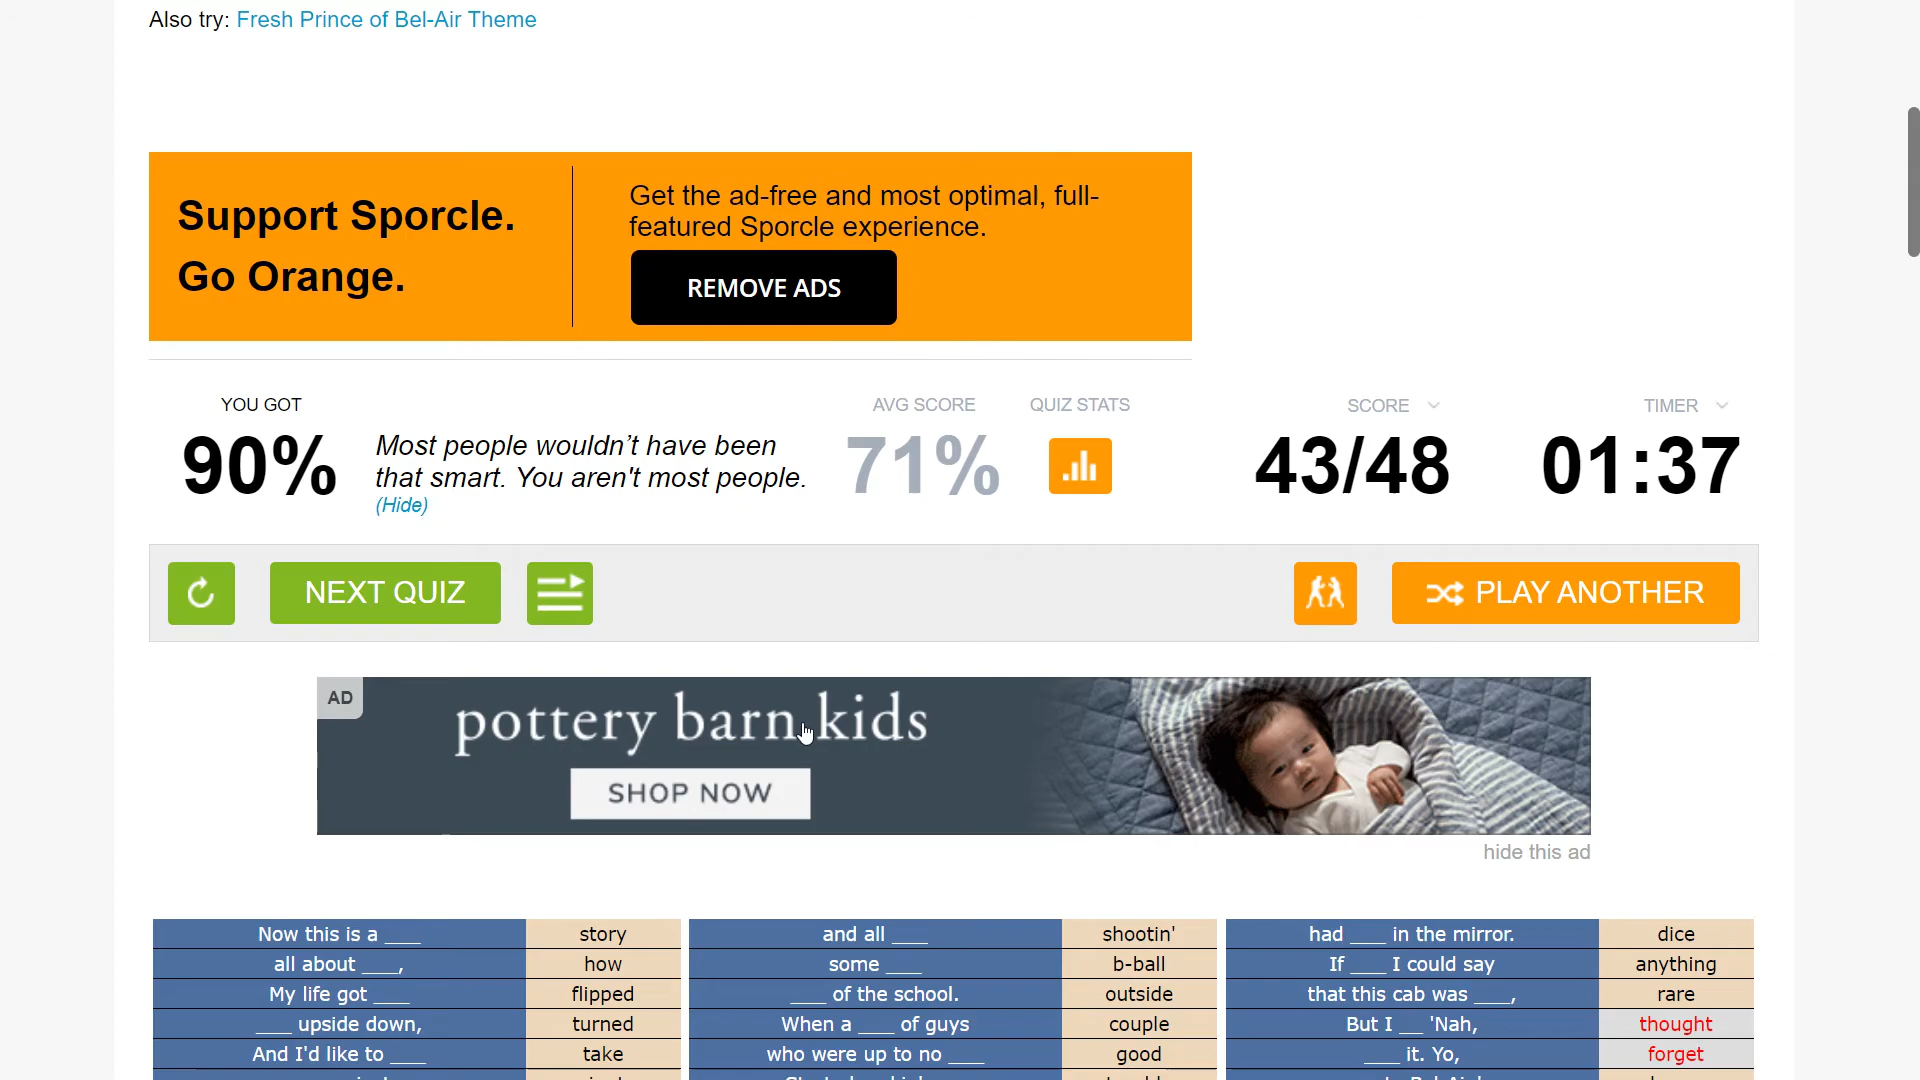 Also try: Fresh Prince of Bel-Air Theme
Support Sporcle.
Go Orange.
Get the ad-free and most optimal, full-
featured Sporcle experience.
REMOVE ADS
YOU GOT
90%
Most people wouldn’t have been
that smart. You aren't most people.
(Hide)
AVG SCORE
71%
QUIZ STATS
SCORE
43/48
TIMER
01:37
NEXT QUIZ
PLAY ANOTHER
AD
pottery barn kids
SHOP NOW
hide this ad
Now this is a ___ story
all about ___, how
My life got ___ flipped
___ upside down, turned
And I'd like to ___ take
and all ___ shootin'
some ___ b-ball
___ of the school. outside
When a ___ of guys couple
who were up to no ___ good
had ___ in the mirror. dice
If ___ I could say anything
that this cab was ___, rare
But I __ 'Nah, thought
___ it. Yo, forget